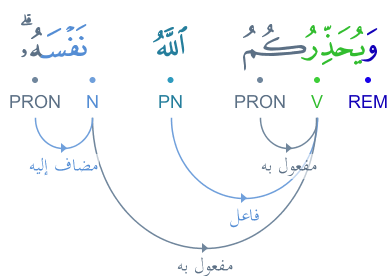 وَيُحَذِّرُكُمُ ٱللَّهُ نَفْسَهُۥ ۗ
REM V PRON PN N PRON
مفعول به مضاف إليه
فاعل
مفعول به